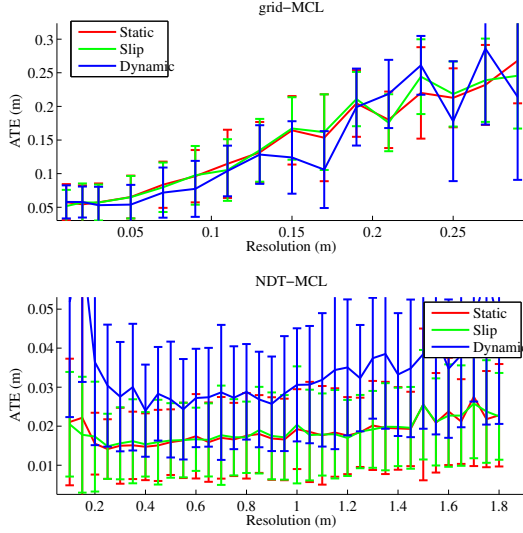 grid−MCL
Static
Slip
Dynamic
ATE (m)
0.3
0.25
0.2
0.15
0.1
0.05
0.05 0.1 0.15 0.2 0.25
Resolution (m)
NDT−MCL
Static
Slip
Dynamic
ATE (m)
0.05
0.04
0.03
0.02
0.01
0.2 0.4 0.6 0.8 1 1.2 1.4 1.6 1.8
Resolution (m)